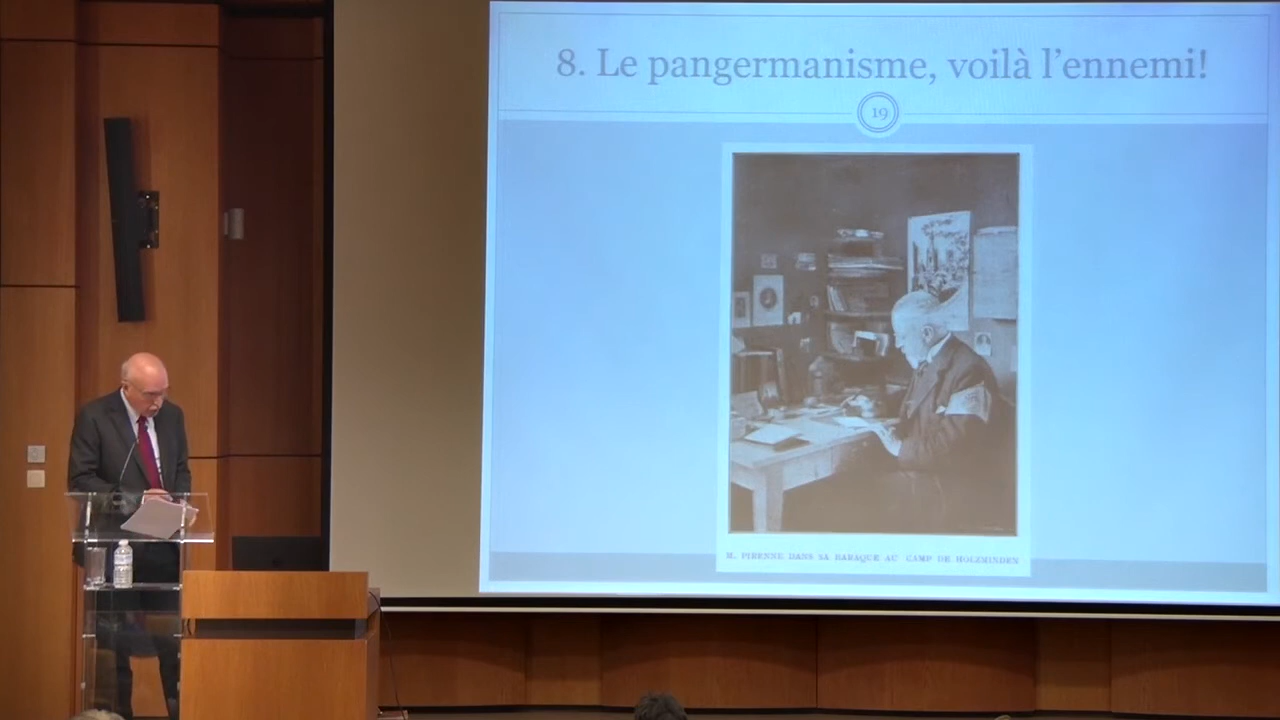 8. Le pangermanisme, voilà l'ennemi!
19
M. PIRENNE DANS SA BARAQUE AU CAMP DE HOLZMINDEN